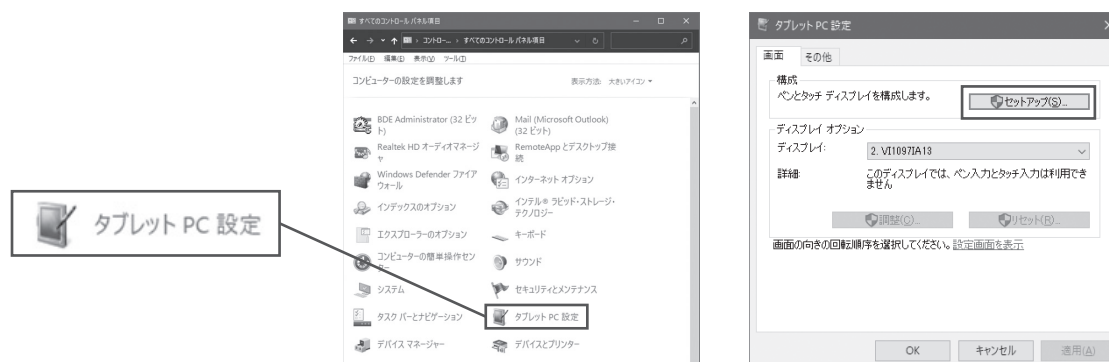 タブレット PC 設定
すべてのコントロール パネル項目
コントロー... › すべてのコントロール パネル項目
ファイル(F) 編集(E) 表示(V) ツール(T)
コンピューターの設定を調整します
表示方法: 大きいアイコン
BDE Administrator (32 ビット)
Mail (Microsoft Outlook) (32 ビット)
Realtek HD オーディオマネージャ
RemoteApp とデスクトップ接続
Windows Defender ファイアウォール
インターネット オプション
インデックスのオプション
インテル® ラピッド・ストレージ・テクノロジー
エクスプローラーのオプション
キーボード
コンピューターの簡単操作センター
サウンド
システム
セキュリティとメンテナンス
タスク バーとナビゲーション
タブレット PC 設定
デバイス マネージャー
デバイスとプリンター
タブレット PC 設定
画面 その他
構成
ペンとタッチ ディスプレイを構成します。
セットアップ(S)...
ディスプレイ オプション
ディスプレイ:
2. VI1097IA13
詳細:
このディスプレイでは、ペン入力とタッチ入力は利用できません
調整(C)...
リセット(R)...
画面の向きの回転順序を選択してください。設定画面を表示
OK キャンセル 適用(A)